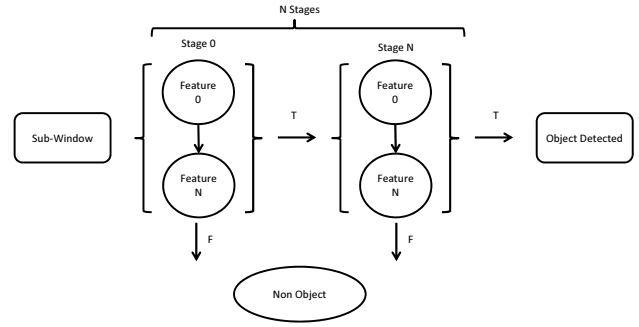 N Stages
Stage 0
Stage N
Feature
0
Feature
0
T
T
Sub-Window
Object Detected
Feature
N
Feature
N
F
F
Non Object